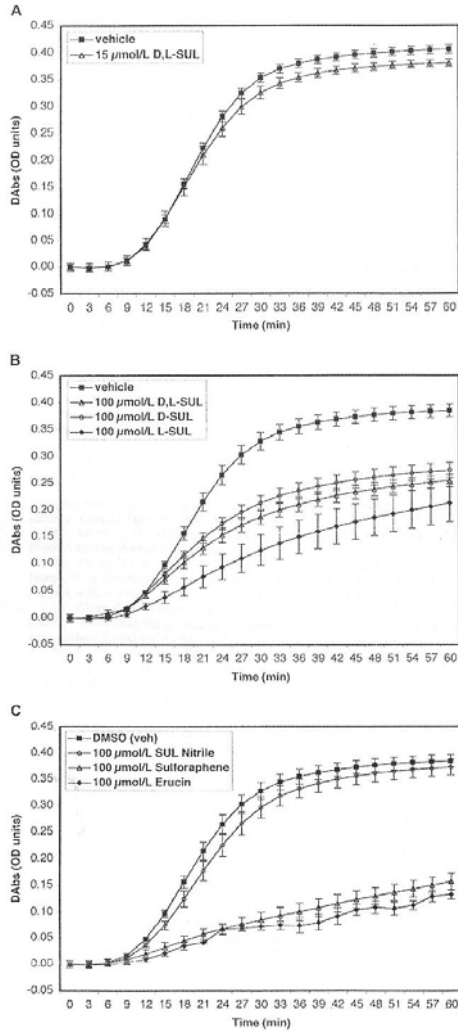 A
vehicle
15 µmol/L D,L-SUL
DAbs (OD units)
0.45
0.40
0.35
0.30
0.25
0.20
0.15
0.10
0.05
0.00
-0.05
0 3 6 9 12 15 18 21 24 27 30 33 36 39 42 45 48 51 54 57 60
Time (min)
B
vehicle
100 µmol/L D,L-SUL
100 µmol/L D-SUL
100 µmol/L L-SUL
DAbs (OD units)
0.45
0.40
0.35
0.30
0.25
0.20
0.15
0.10
0.05
0.00
-0.05
0 3 6 9 12 15 18 21 24 27 30 33 36 39 42 45 48 51 54 57 60
Time (min)
C
DMSO (veh)
100 µmol/L SUL Nitrile
100 µmol/L Sulforaphene
100 µmol/L Erucin
DAbs (OD units)
0.45
0.40
0.35
0.30
0.25
0.20
0.15
0.10
0.05
0.00
-0.05
0 3 6 9 12 15 18 21 24 27 30 33 36 39 42 45 48 51 54 57 60
Time (min)